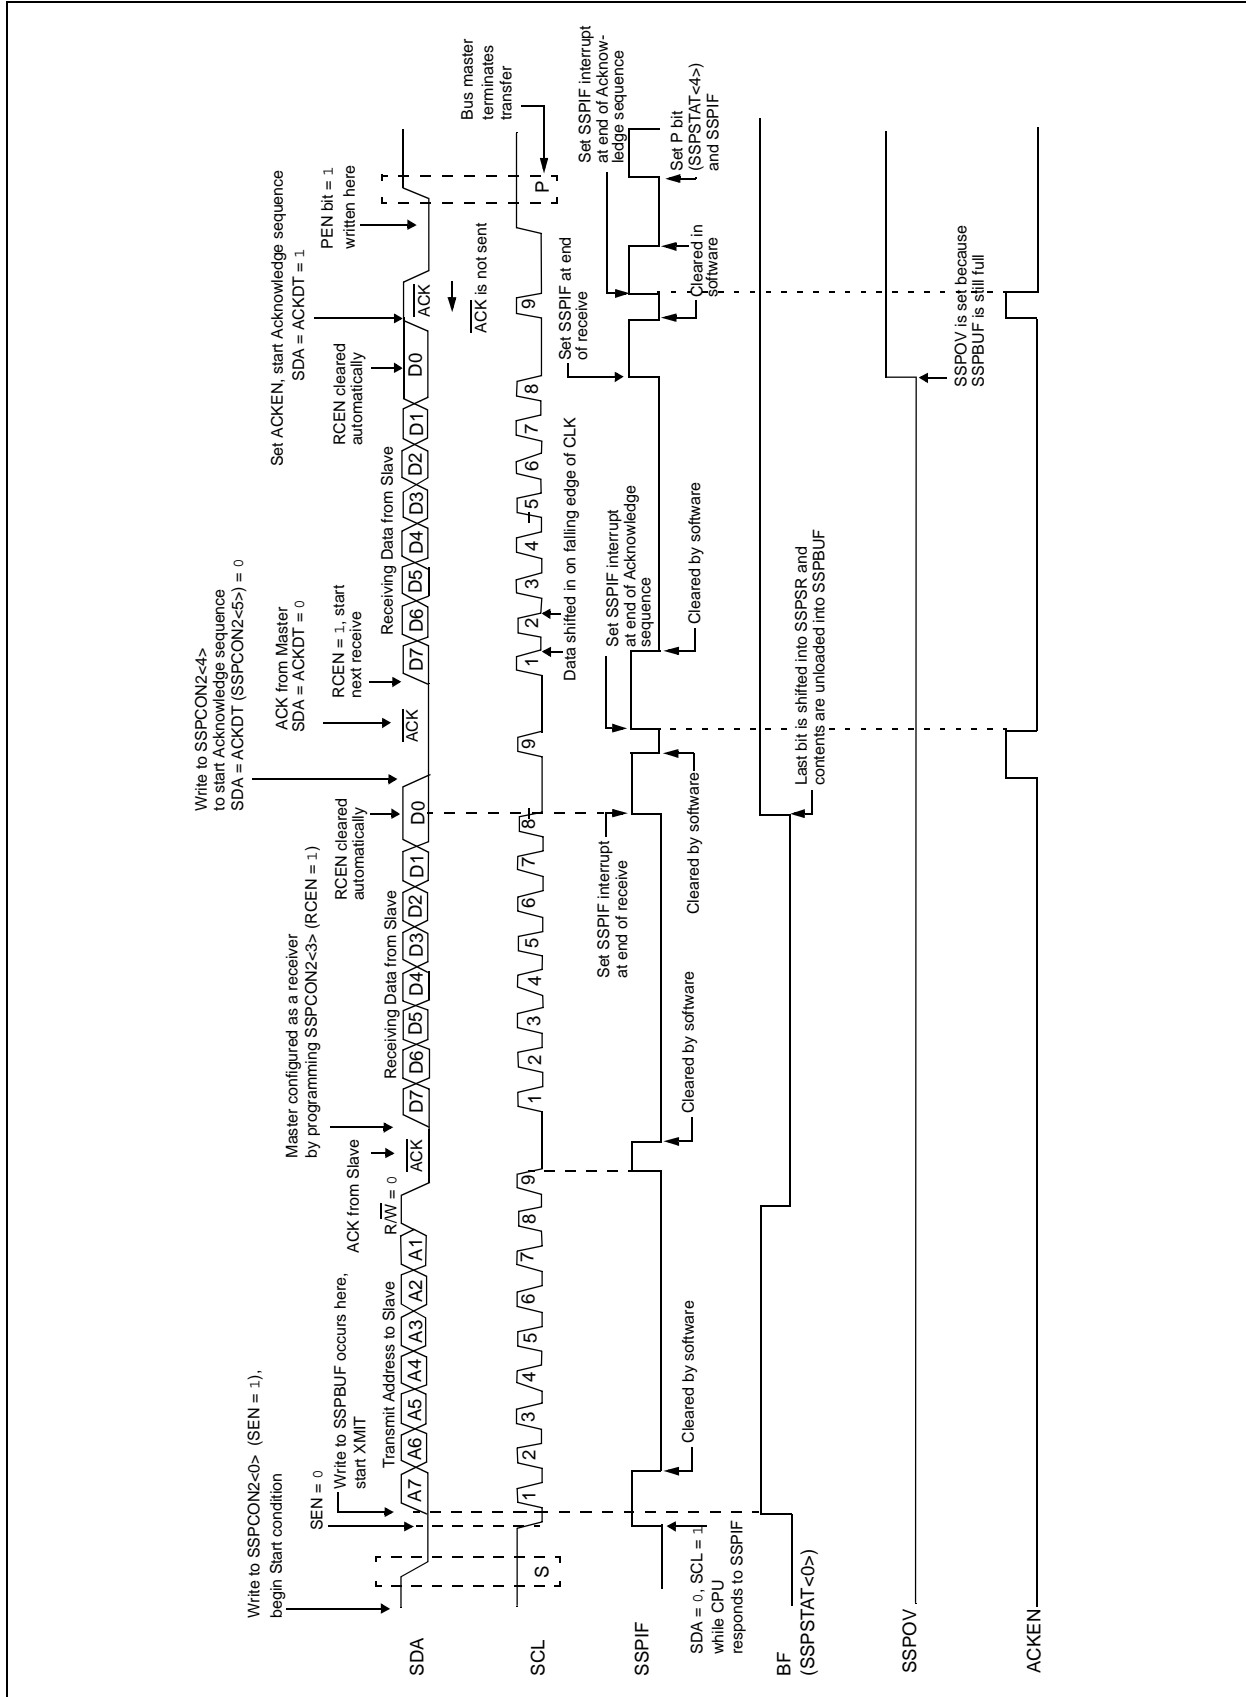 Write to SSPCON2<0> (SEN = 1),
begin Start condition
SEN = 0
Write to SSPBUF occurs here,
start XMIT
ACK from Slave
Master configured as a receiver
by programming SSPCON2<3> (RCEN = 1)
RCEN cleared
automatically
Write to SSPCON2<4>
to start Acknowledge sequence
SDA = ACKDT (SSPCON2<5>) = 0
ACK from Master
SDA = ACKDT = 0
RCEN = 1, start
next receive
RCEN cleared
automatically
Set ACKEN, start Acknowledge sequence
SDA = ACKDT = 1
PEN bit = 1
written here
Transmit Address to Slave
R/W = 0
Receiving Data from Slave
Receiving Data from Slave
SDA
A7 A6 A5 A4 A3 A2 A1
ACK
D7 D6 D5 D4 D3 D2 D1 D0
ACK
D7 D6 D5 D4 D3 D2 D1 D0
ACK
ACK is not sent
Bus master
terminates
transfer
SCL
S
1 2 3 4 5 6 7 8 9
1 2 3 4 5 6 7 8
9
1 2 3 4 5 6 7 8
9
P
Data shifted in on falling edge of CLK
Set SSPIF interrupt
at end of receive
Set SSPIF interrupt
at end of Acknowledge
sequence
Set SSPIF at end
of receive
Set SSPIF interrupt
at end of Acknow-
ledge sequence
SSPIF
SDA = 0, SCL = 1
while CPU
responds to SSPIF
Cleared by software
Cleared by software
Cleared by software
Cleared by software
Cleared in
software
Set P bit
(SSPSTAT<4>)
and SSPIF
BF
(SSPSTAT<0>)
Last bit is shifted into SSPSR and
contents are unloaded into SSPBUF
SSPOV
SSPOV is set because
SSPBUF is still full
ACKEN